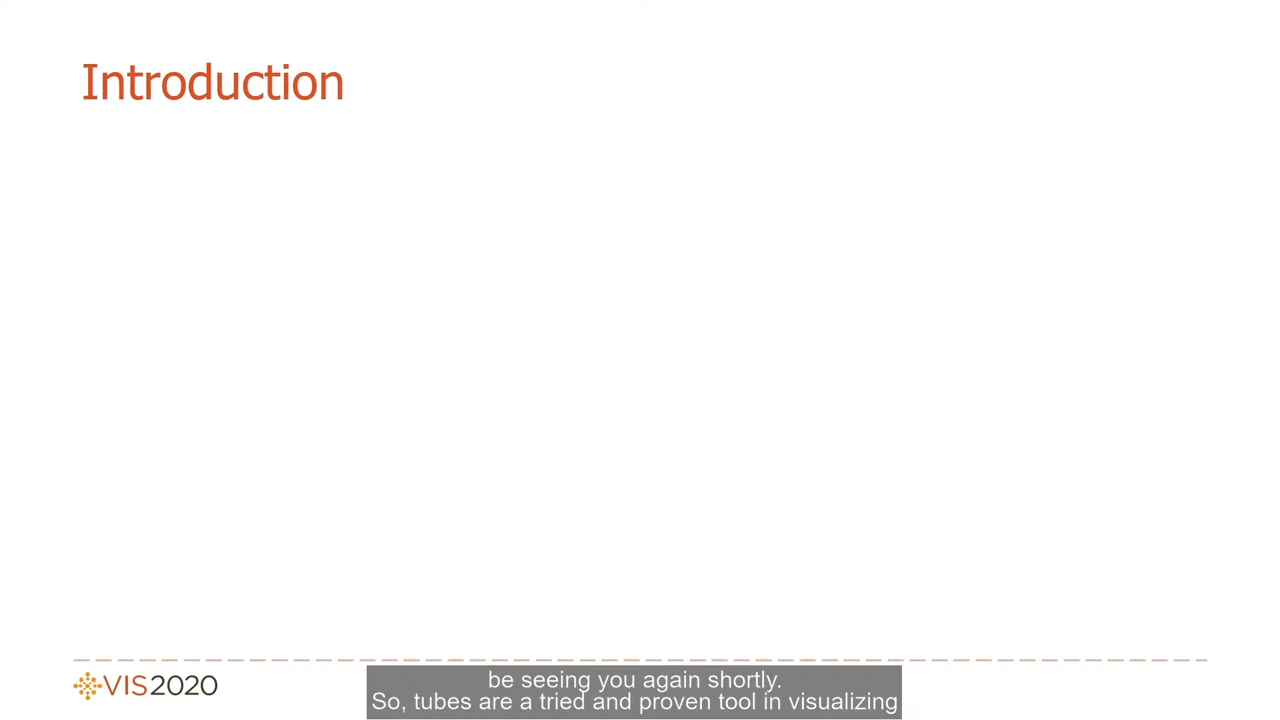 Introduction
VIS2020
be seeing you again shortly.
So, tubes are a tried and proven tool in visualizing